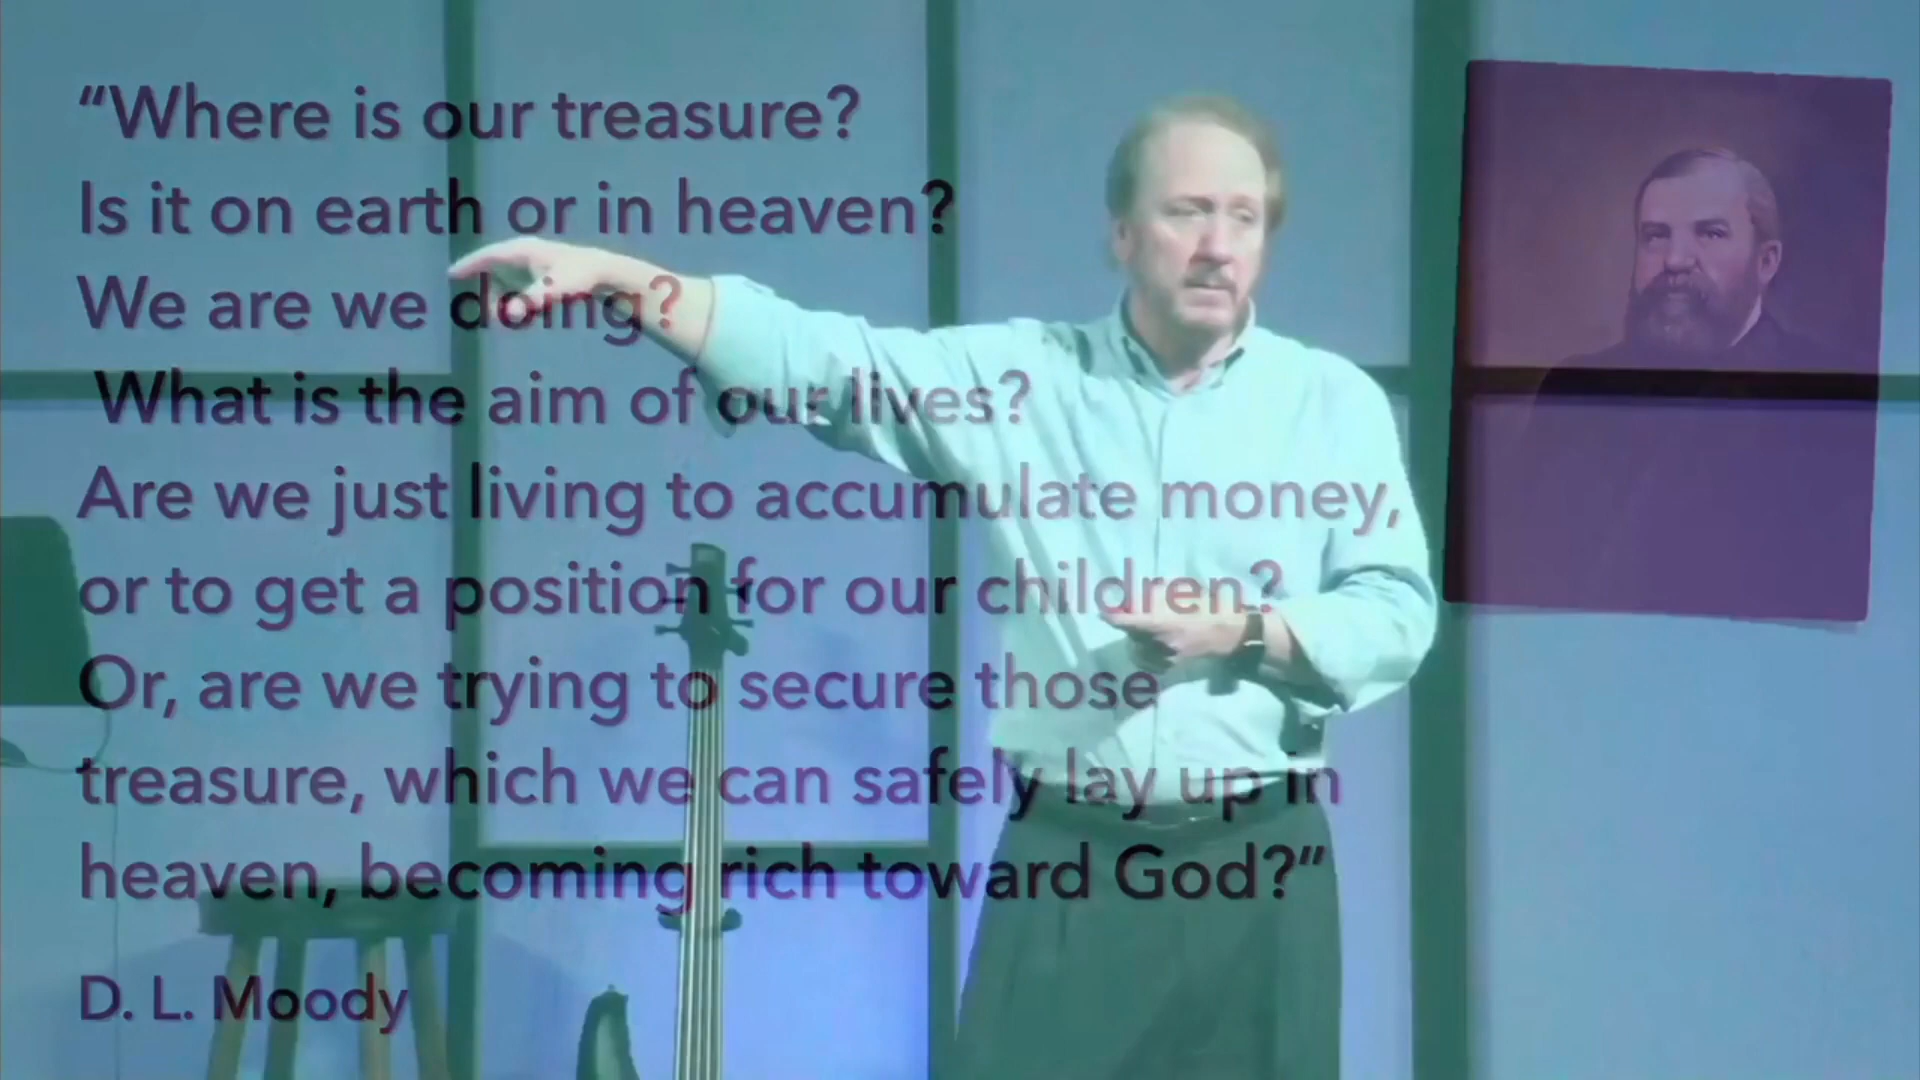 “Where is our treasure?
Is it on earth or in heaven?
We are we doing?
What is the aim of our lives?
Are we just living to accumulate money,
or to get a position for our children?
Or, are we trying to secure those
treasure, which we can safely lay up in
heaven, becoming rich toward God?”
D. L. Moody